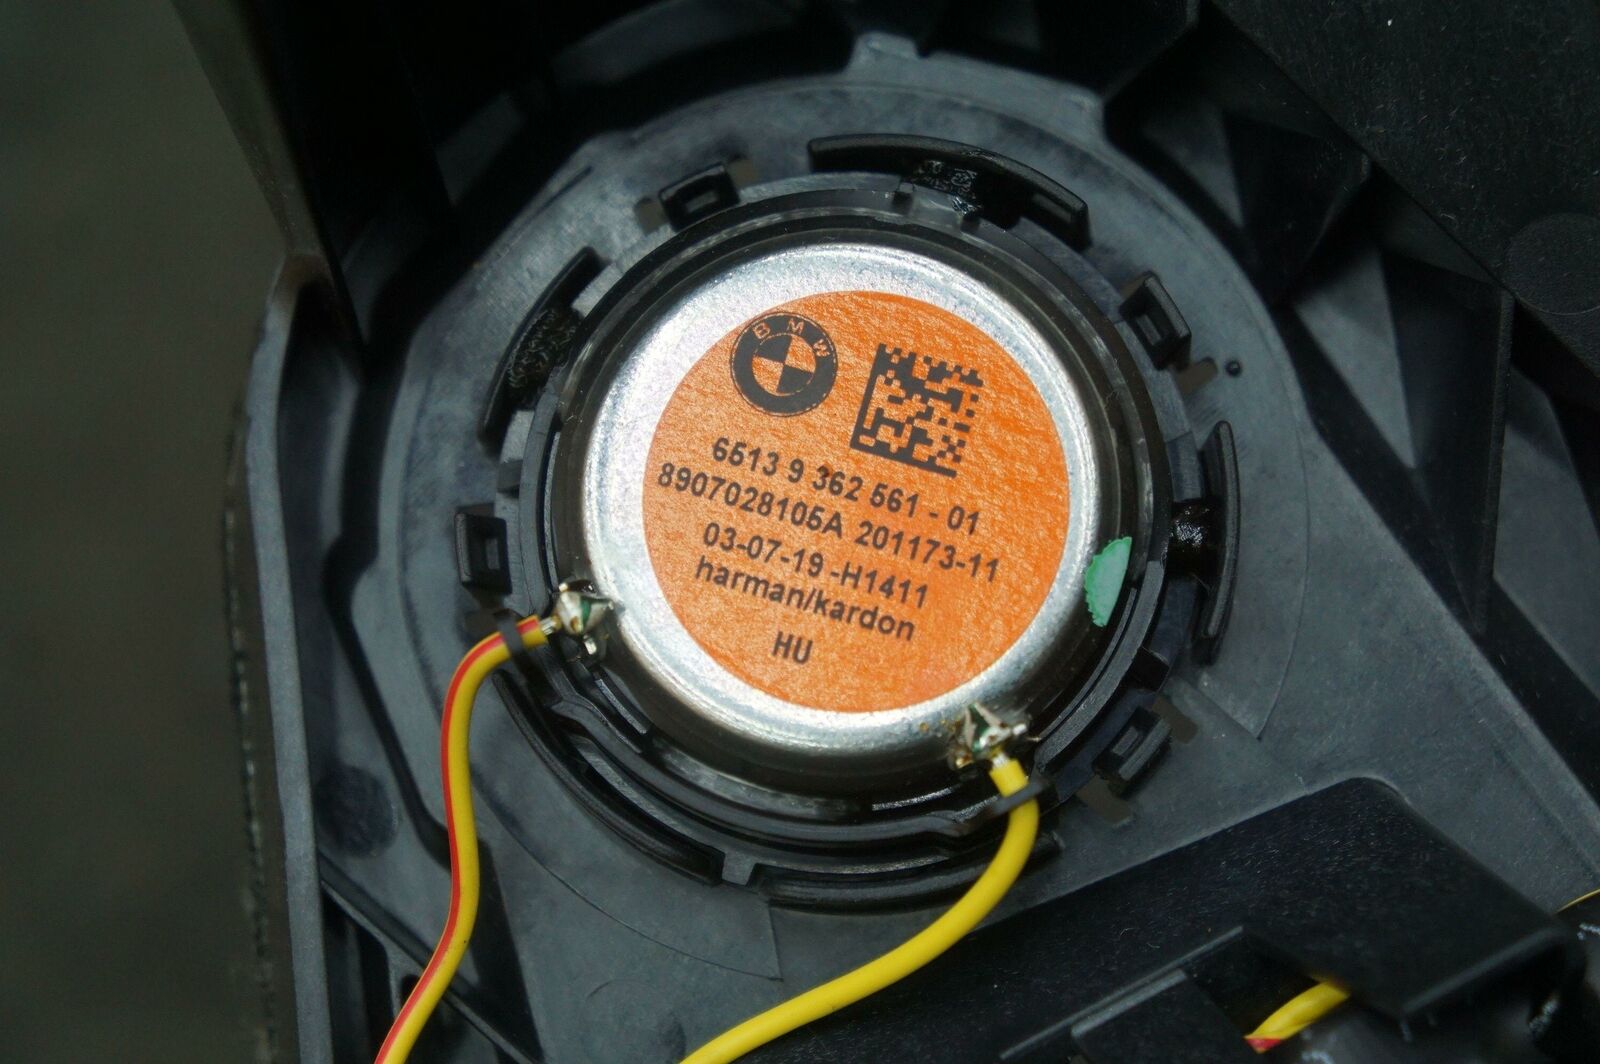 BMW
6513 9 362 561 - 01
8907028105A 201173-11
03-07-19 -H1411
harman/kardon
HU